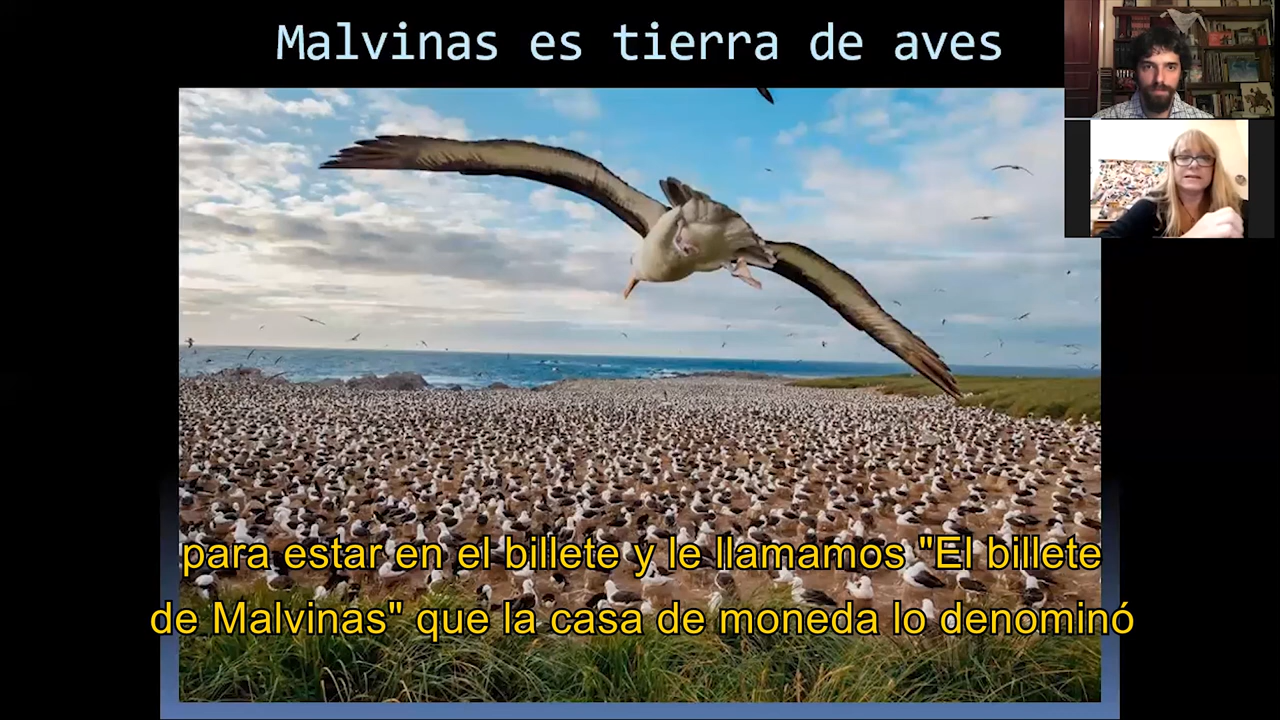 Malvinas es tierra de aves
para estar en el billete y le llamamos "El billete
de Malvinas" que la casa de moneda lo denominó